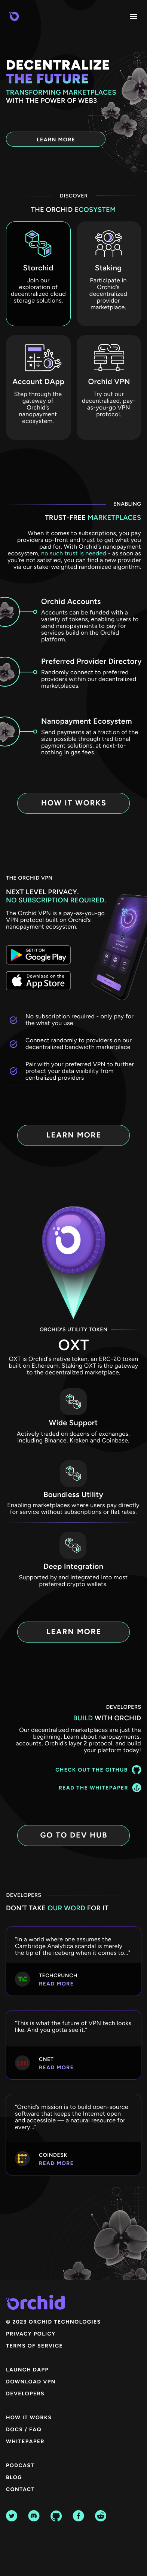 DECENTRALIZE
THE FUTURE
TRANSFORMING MARKETPLACES
WITH THE POWER OF WEB3
LEARN MORE
DISCOVER
THE ORCHID ECOSYSTEM
Storchid
Join our
exploration of
decentralized cloud
storage solutions.
Staking
Participate in
Orchid's
decentralized
provider
marketplace.
Account DApp
Step through the
gateway of
Orchid's
nanopayment
ecosystem.
Orchid VPN
Try out our
decentralized, pay-
as-you-go VPN
protocol.
ENABLING
TRUST-FREE MARKETPLACES
When it comes to subscriptions, you pay
providers up-front and trust to get what you
paid for. With Orchid's nanopayment
ecosystem, no such trust is needed - as soon as
you're not satisfied, you can find a new provider
via our stake-weighted randomized algorithm.
Orchid Accounts
Accounts can be funded with a
variety of tokens, enabling users to
send nanopayments to pay for
services build on the Orchid
platform.
Preferred Provider Directory
Randomly connect to preferred
providers within our decentralized
marketplaces.
Nanopayment Ecosystem
Send payments at a fraction of the
size possible through traditional
payment solutions, at next-to-
nothing in gas fees.
HOW IT WORKS
THE ORCHID VPN
NEXT LEVEL PRIVACY.
NO SUBSCRIPTION REQUIRED.
The Orchid VPN is a pay-as-you-go
VPN protocol built on Orchid's
nanopayment ecosystem.
GET IT ON
Google Play
Download on the
App Store
No subscription required - only pay for
the what you use
Connect randomly to providers on our
decentralized bandwidth marketplace
Pair with your preferred VPN to further
protect your data visibility from
centralized providers
LEARN MORE
ORCHID'S UTILITY TOKEN
OXT
OXT is Orchid's native token, an ERC-20 token
built on Ethereum. Staking OXT is the gateway
to the decentralized marketplace.
Wide Support
Actively traded on dozens of exchanges,
including Binance, Kraken and Coinbase.
Boundless Utility
Enabling marketplaces where users pay directly
for service without subscriptions or flat rates.
Deep Integration
Supported by and integrated into most
preferred crypto wallets.
LEARN MORE
DEVELOPERS
BUILD WITH ORCHID
Our decentralized marketplaces are just the
beginning. Learn about nanopayments,
accounts, Orchid's layer 2 protocol, and build
your platform today!
CHECK OUT THE GITHUB
READ THE WHITEPAPER
GO TO DEV HUB
DEVELOPERS
DON'T TAKE OUR WORD FOR IT
"In a world where one assumes the
Cambridge Analytica scandal is merely
the tip of the iceberg when it comes to..."
TECHCRUNCH
READ MORE
"This is what the future of VPN tech looks
like. And you gotta see it."
CNET
READ MORE
"Orchid's mission is to build open-source
software that keeps the Internet open
and accessible — a natural resource for
every..."
COINDESK
READ MORE
orchid
© 2023 ORCHID TECHNOLOGIES
PRIVACY POLICY
TERMS OF SERVICE
LAUNCH DAPP
DOWNLOAD VPN
DEVELOPERS
HOW IT WORKS
DOCS / FAQ
WHITEPAPER
PODCAST
BLOG
CONTACT